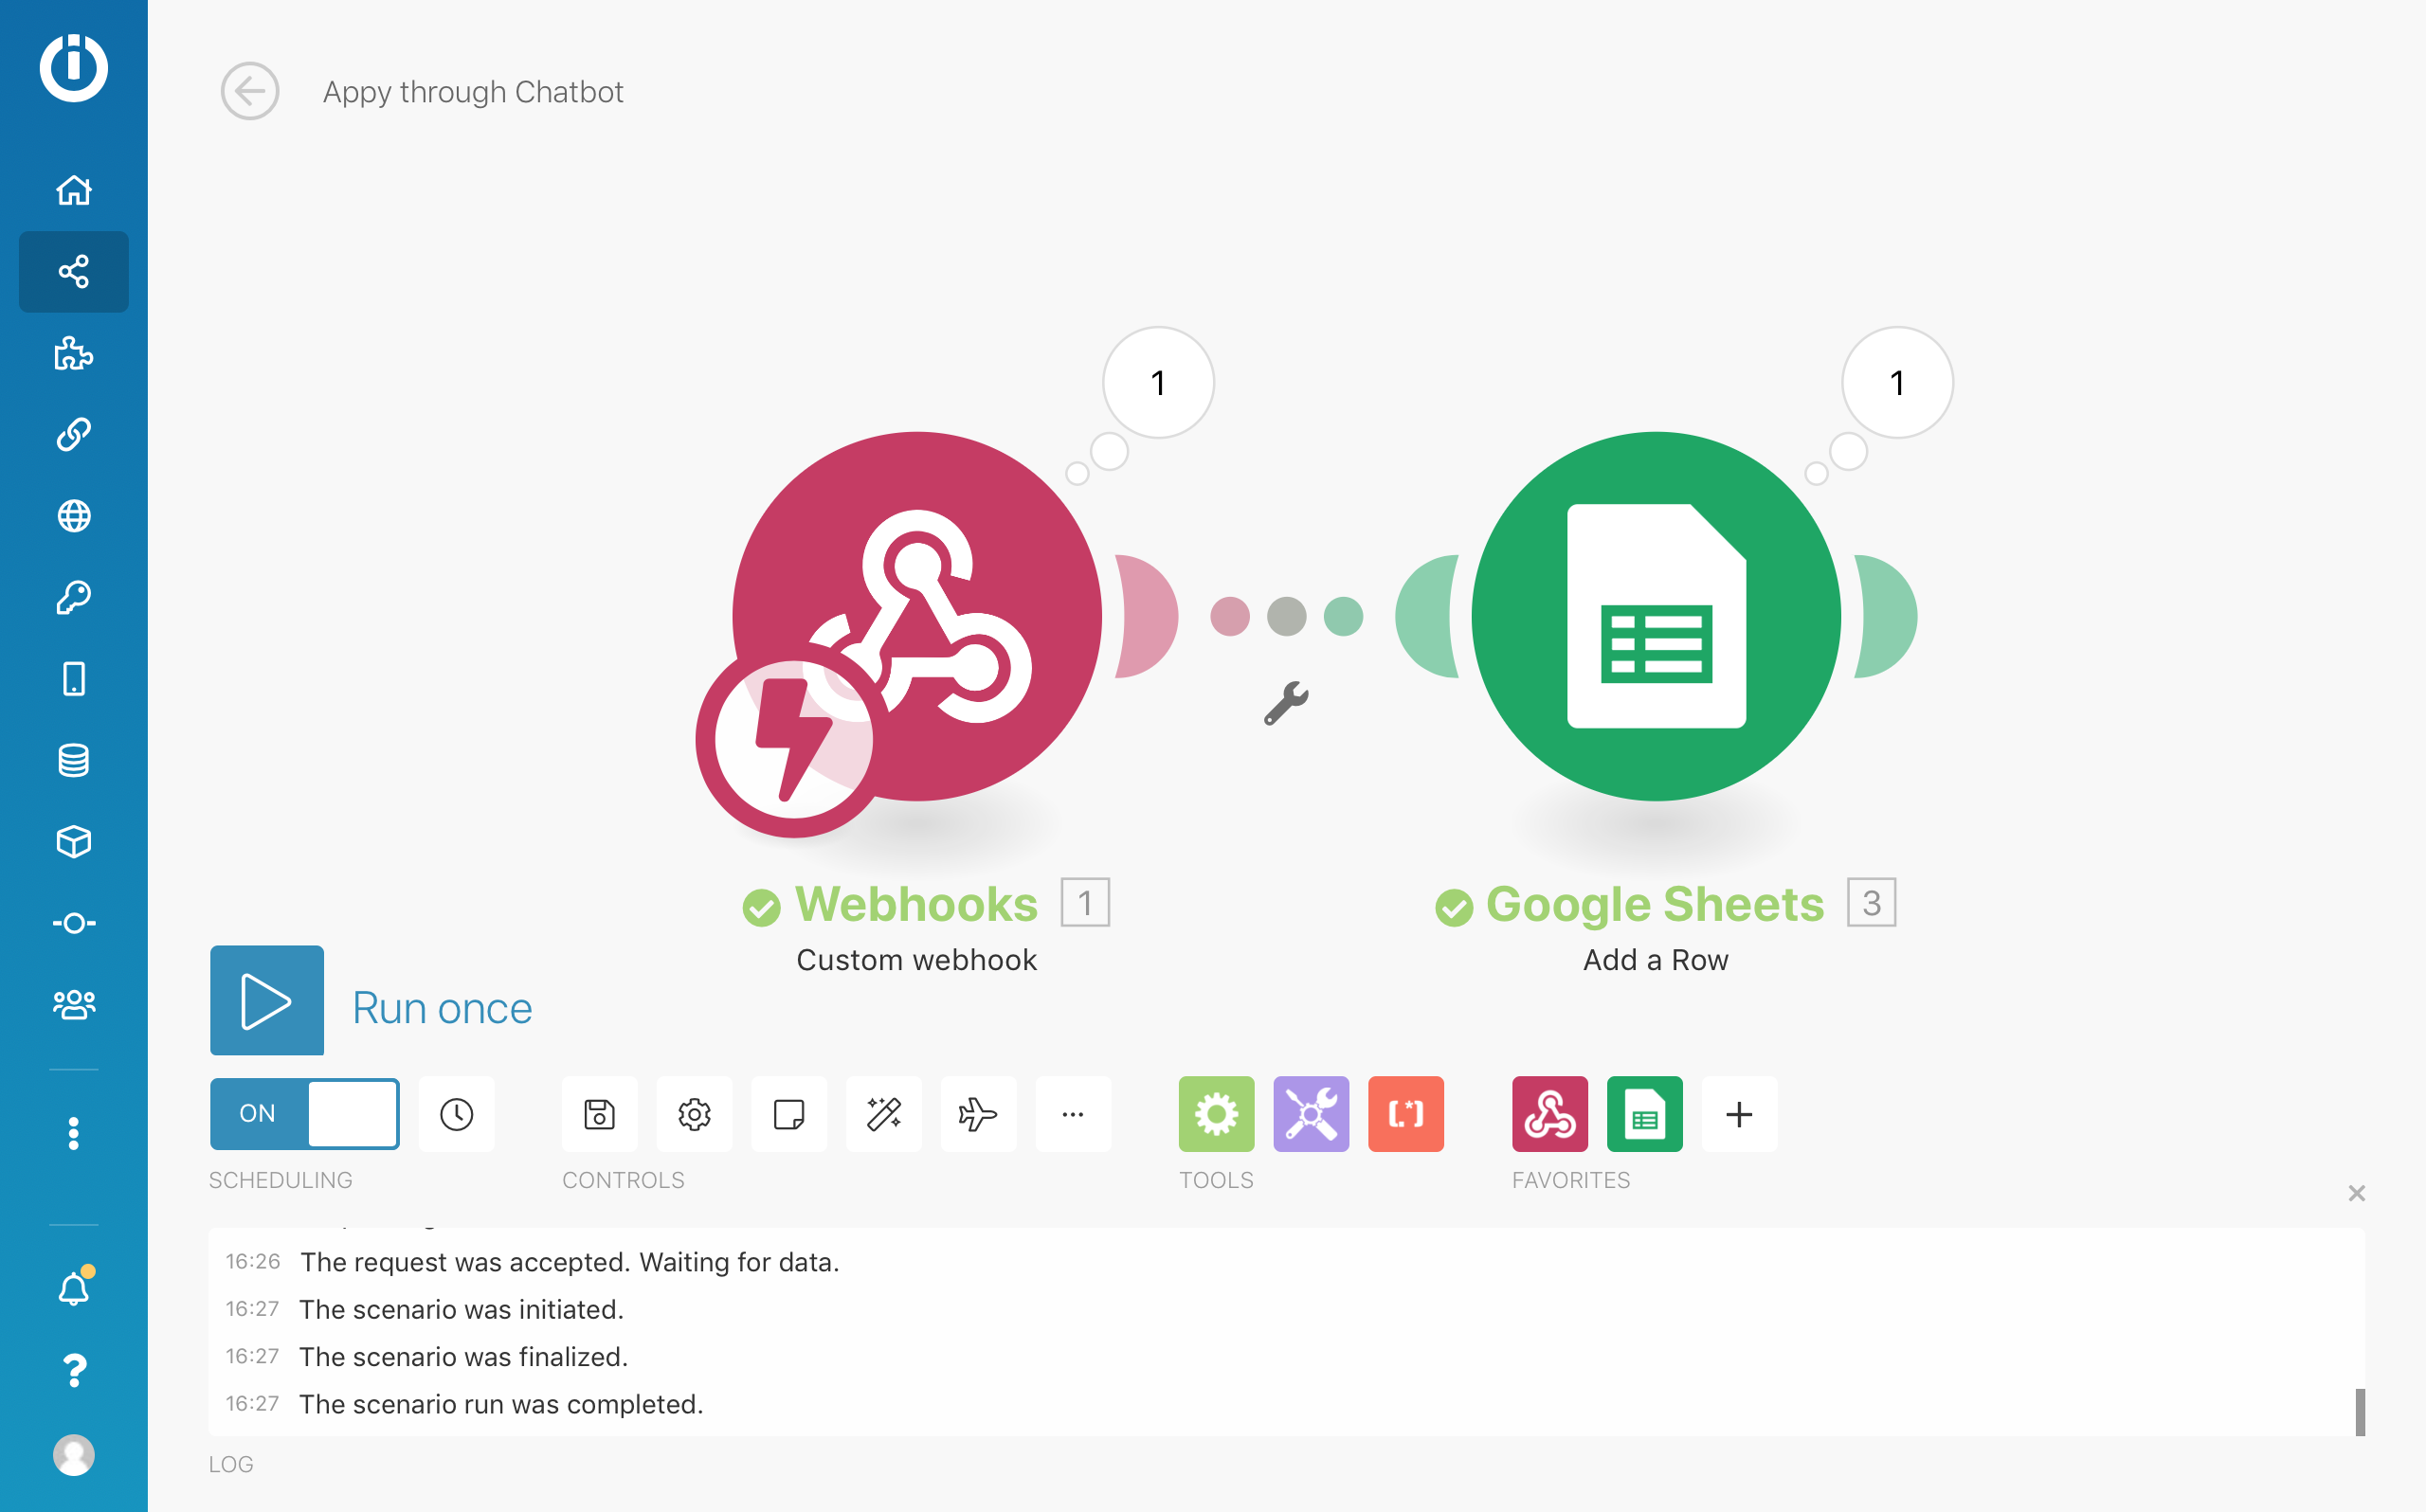 Appy through Chatbot
1
1
Webhooks 1
Custom webhook
Google Sheets 3
Add a Row
Run once
ON
SCHEDULING
CONTROLS
TOOLS
FAVORITES
16:26 The request was accepted. Waiting for data.
16:27 The scenario was initiated.
16:27 The scenario was finalized.
16:27 The scenario run was completed.
LOG